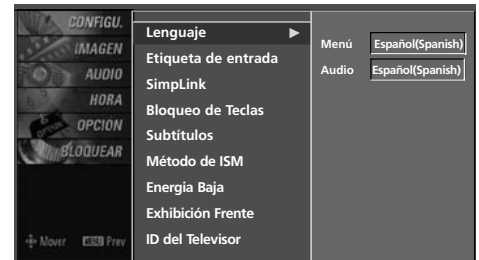 CONFIGU.
IMAGEN
AUDIO
HORA
OPCION
BLOQUEAR
Mover MENU Prev
Lenguaje ►
Etiqueta de entrada
SimpLink
Bloqueo de Teclas
Subtítulos
Método de ISM
Energia Baja
Exhibición Frente
ID del Televisor
Menú Español(Spanish)
Audio Español(Spanish)